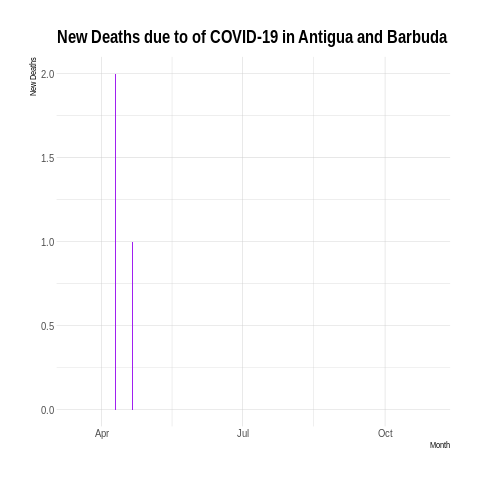 New Deaths due to of COVID-19 in Antigua and Barbuda
New Deaths
2.0
1.5
1.0
0.5
0.0
Apr Jul Oct
Month